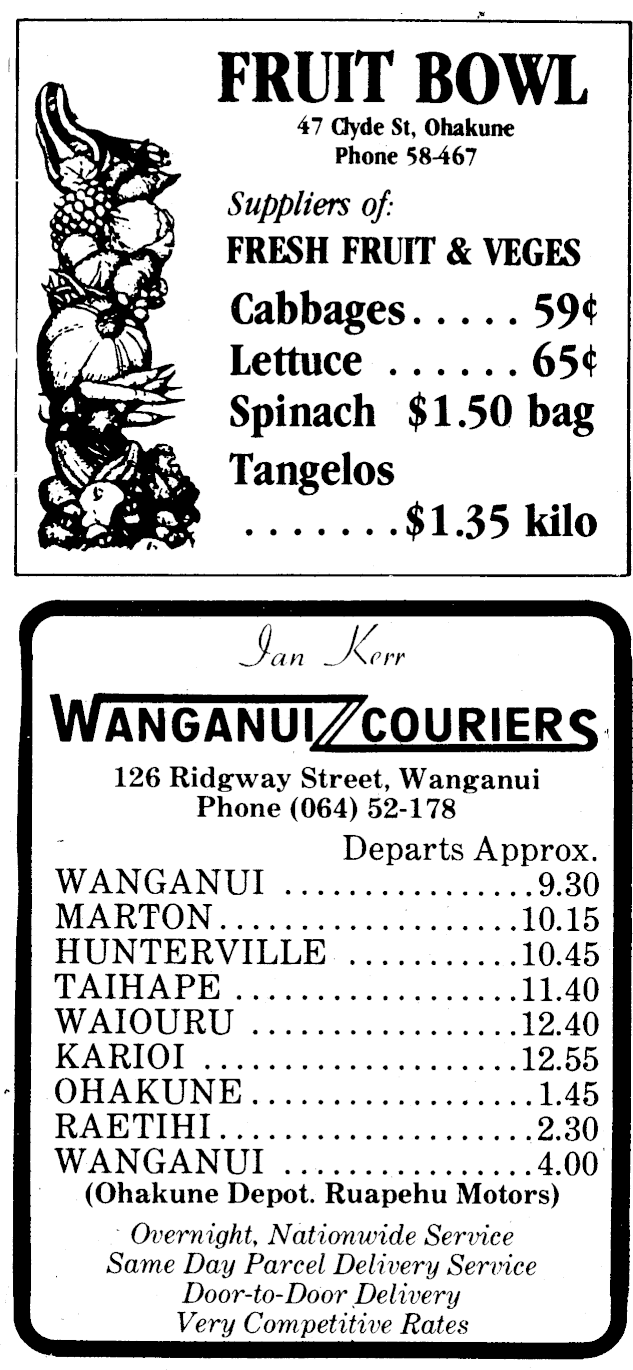 FRUIT BOWL
47 Clyde St, Ohakune
Phone 58-467
Suppliers of:
FRESH FRUIT & VEGES
Cabbages..... 59¢
Lettuce ...... 65¢
Spinach $1.50 bag
Tangelos
.......$1.35 kilo
Ian Kerr
WANGANUI COURIERS
126 Ridgway Street, Wanganui
Phone (064) 52-178
Departs Approx.
WANGANUI ................9.30
MARTON....................10.15
HUNTERVILLE ...........10.45
TAIHAPE ..................11.40
WAIOURU .................12.40
KARIOI ....................12.55
OHAKUNE..................1.45
RAETIHI....................2.30
WANGANUI ................4.00
(Ohakune Depot. Ruapehu Motors)
Overnight, Nationwide Service
Same Day Parcel Delivery Service
Door-to-Door Delivery
Very Competitive Rates